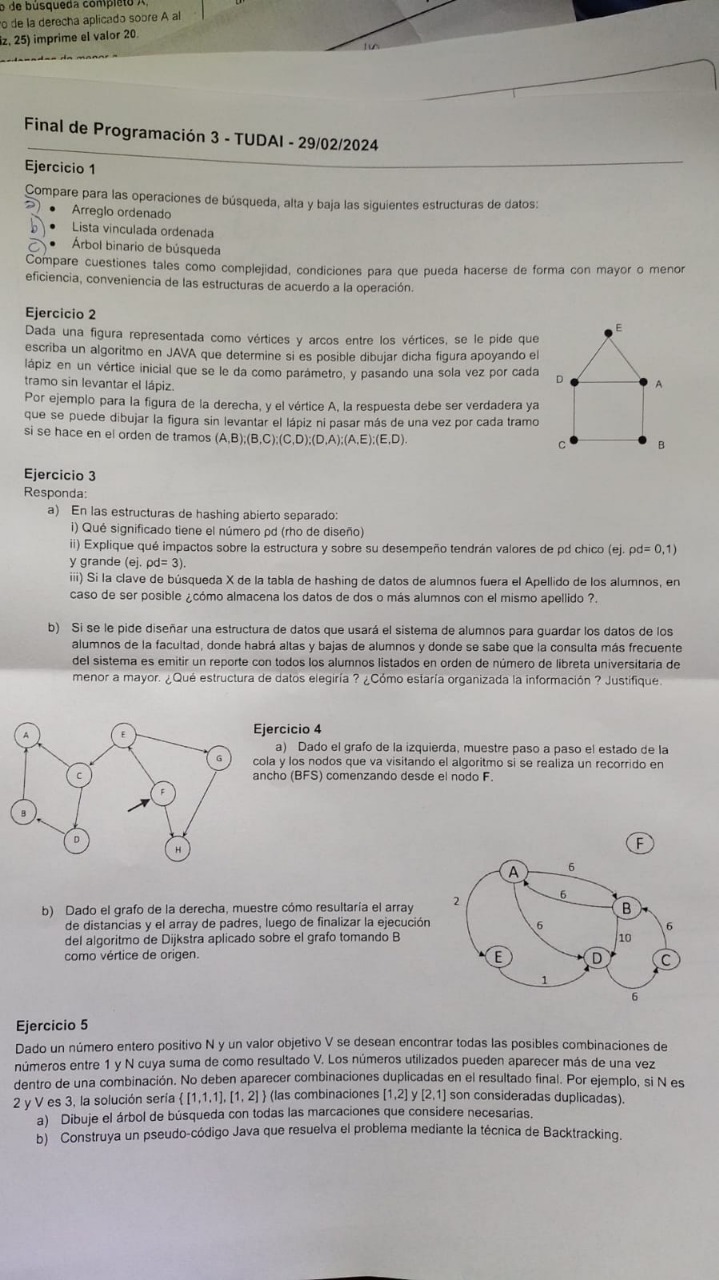 de búsqueda completo A,
o de la derecha aplicado sobre A al
iz, 25) imprime el valor 20.
Final de Programación 3 - TUDAI - 29/02/2024
Ejercicio 1
Compare para las operaciones de búsqueda, alta y baja las siguientes estructuras de datos:
a) • Arreglo ordenado
b) • Lista vinculada ordenada
c) • Árbol binario de búsqueda
Compare cuestiones tales como complejidad, condiciones para que pueda hacerse de forma con mayor o menor
eficiencia, conveniencia de las estructuras de acuerdo a la operación.
Ejercicio 2
Dada una figura representada como vértices y arcos entre los vértices, se le pide que
escriba un algoritmo en JAVA que determine si es posible dibujar dicha figura apoyando el
lápiz en un vértice inicial que se le da como parámetro, y pasando una sola vez por cada
tramo sin levantar el lápiz.
Por ejemplo para la figura de la derecha, y el vértice A, la respuesta debe ser verdadera ya
que se puede dibujar la figura sin levantar el lápiz ni pasar más de una vez por cada tramo
si se hace en el orden de tramos (A,B);(B,C);(C,D);(D,A);(A,E);(E,D).
E
D
A
C
B
Ejercicio 3
Responda:
a) En las estructuras de hashing abierto separado:
i) Qué significado tiene el número ρd (rho de diseño)
ii) Explique qué impactos sobre la estructura y sobre su desempeño tendrán valores de ρd chico (ej. ρd= 0,1)
y grande (ej. ρd= 3).
iii) Si la clave de búsqueda X de la tabla de hashing de datos de alumnos fuera el Apellido de los alumnos, en
caso de ser posible ¿cómo almacena los datos de dos o más alumnos con el mismo apellido ?.
b) Si se le pide diseñar una estructura de datos que usará el sistema de alumnos para guardar los datos de los
alumnos de la facultad, donde habrá altas y bajas de alumnos y donde se sabe que la consulta más frecuente
del sistema es emitir un reporte con todos los alumnos listados en orden de número de libreta universitaria de
menor a mayor. ¿Qué estructura de datos elegiría ? ¿Cómo estaría organizada la información ? Justifique.
A
E
G
C
F
B
D
H
Ejercicio 4
a) Dado el grafo de la izquierda, muestre paso a paso el estado de la
cola y los nodos que va visitando el algoritmo si se realiza un recorrido en
ancho (BFS) comenzando desde el nodo F.
b) Dado el grafo de la derecha, muestre cómo resultaría el array
de distancias y el array de padres, luego de finalizar la ejecución
del algoritmo de Dijkstra aplicado sobre el grafo tomando B
como vértice de origen.
F
A
6
2
6
B
6
6
10
E
D
C
1
6
Ejercicio 5
Dado un número entero positivo N y un valor objetivo V se desean encontrar todas las posibles combinaciones de
números entre 1 y N cuya suma de como resultado V. Los números utilizados pueden aparecer más de una vez
dentro de una combinación. No deben aparecer combinaciones duplicadas en el resultado final. Por ejemplo, si N es
2 y V es 3, la solución sería { [1,1,1], [1, 2] } (las combinaciones [1,2] y [2,1] son consideradas duplicadas).
a) Dibuje el árbol de búsqueda con todas las marcaciones que considere necesarias.
b) Construya un pseudo-código Java que resuelva el problema mediante la técnica de Backtracking.